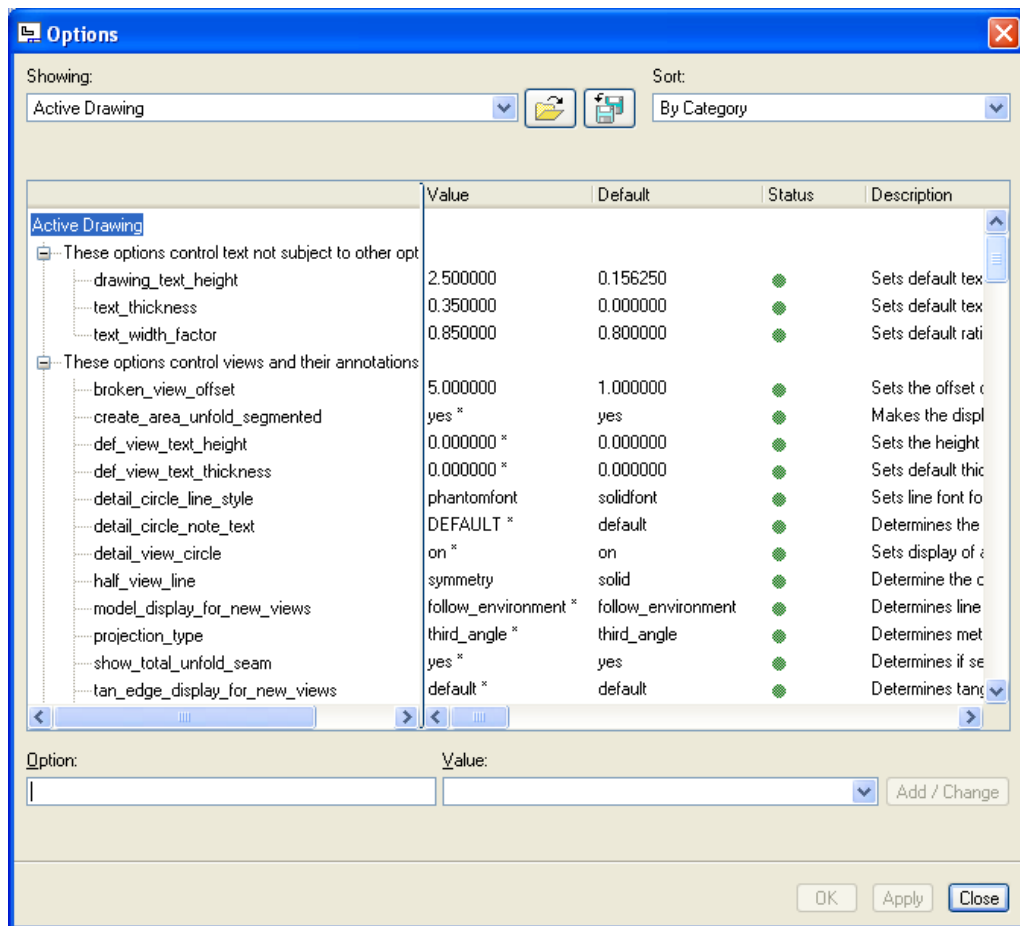 Options
Showing: Sort:
Active Drawing By Category
Value Default Status Description
Active Drawing
These options control text not subject to other opt
drawing_text_height 2.500000 0.156250 Sets default tex
text_thickness 0.350000 0.000000 Sets default tex
text_width_factor 0.850000 0.800000 Sets default rati
These options control views and their annotations
broken_view_offset 5.000000 1.000000 Sets the offset
create_area_unfold_segmented yes * yes Makes the displ
def_view_text_height 0.000000 * 0.000000 Sets the height
def_view_text_thickness 0.000000 * 0.000000 Sets default thic
detail_circle_line_style phantomfont solidfont Sets line font fo
detail_circle_note_text DEFAULT * default Determines the
detail_view_circle on * on Sets display of
half_view_line symmetry solid Determine the
model_display_for_new_views follow_environment * follow_environment Determines line
projection_type third_angle * third_angle Determines met
show_total_unfold_seam yes * yes Determines if se
tan_edge_display_for_new_views default * default Determines tang
Option: Value:
Add / Change
OK Apply Close